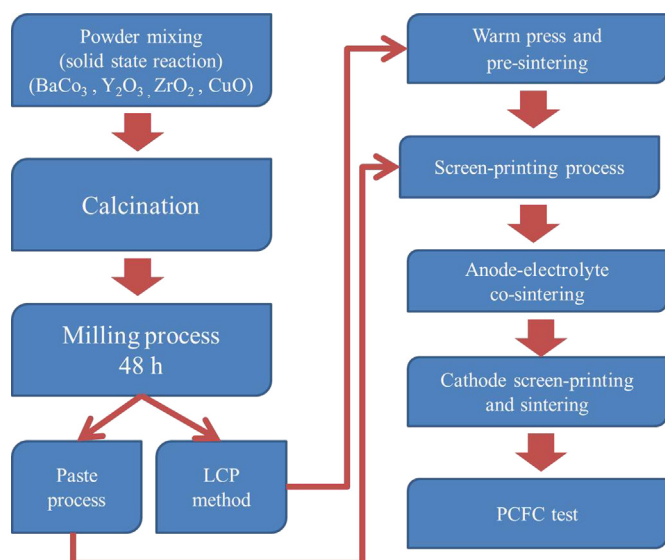 Powder mixing
(solid state reaction)
(BaCo₃ , Y₂O₃ , ZrO₂ , CuO)
Calcination
Milling process
48 h
Paste
process
LCP
method
Warm press and
pre-sintering
Screen-printing process
Anode-electrolyte
co-sintering
Cathode screen-printing
and sintering
PCFC test